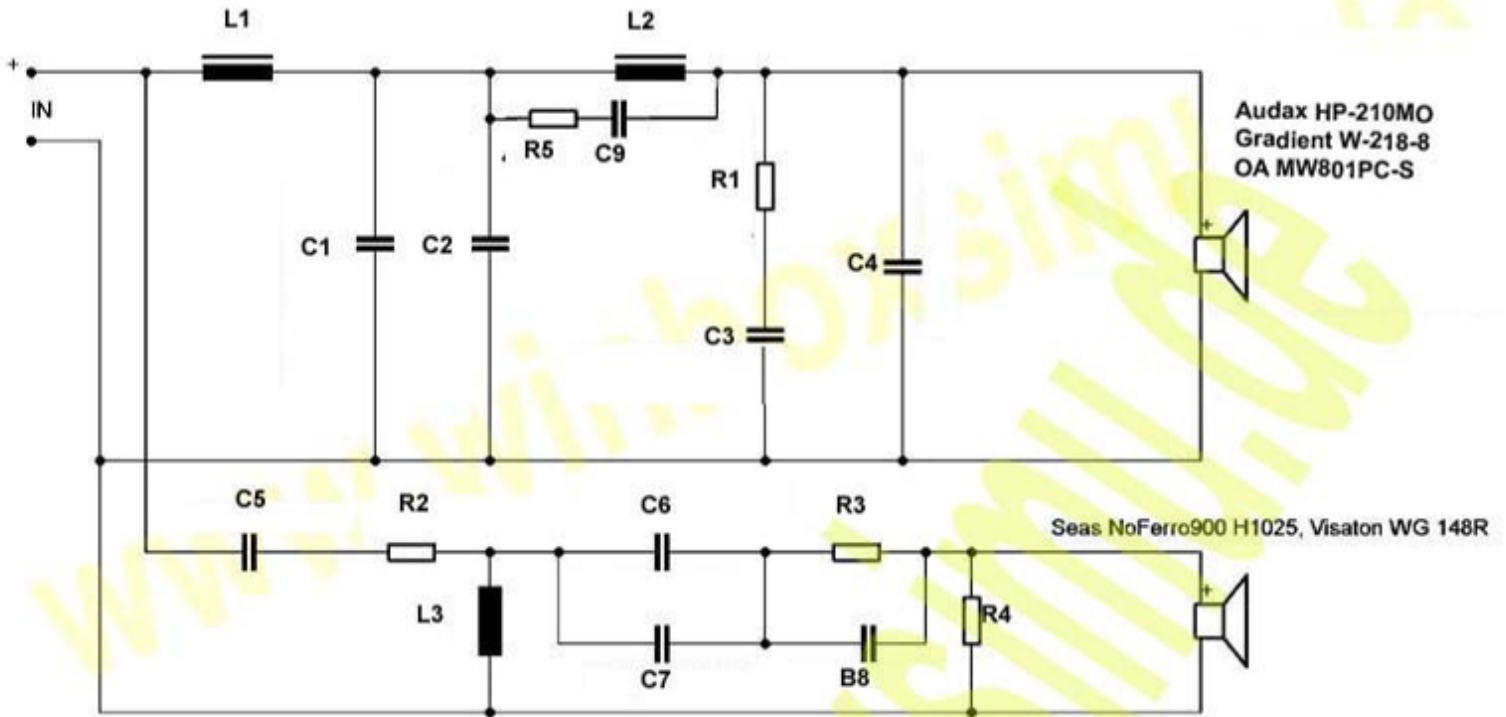 L1
L2
+
IN
R5
C9
Audax HP-210MO
Gradient W-218-8
OA MW801PC-S
R1
+
C1
C2
C4
C3
C5
R2
C6
R3
Seas NoFerro900 H1025, Visaton WG 148R
+
L3
R4
C7
B8